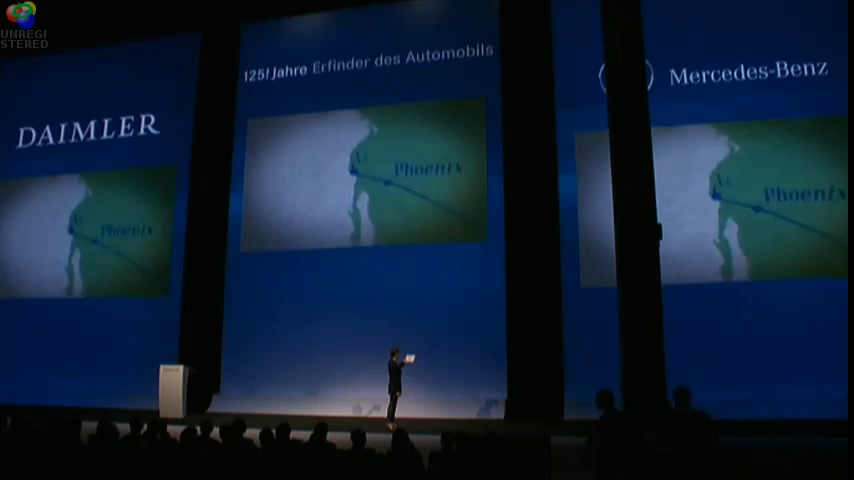 UNREGI
STERED
DAIMLER
125! Jahre Erfinder des Automobils
Mercedes-Benz
Phoenix
Phoenix
Phoenix